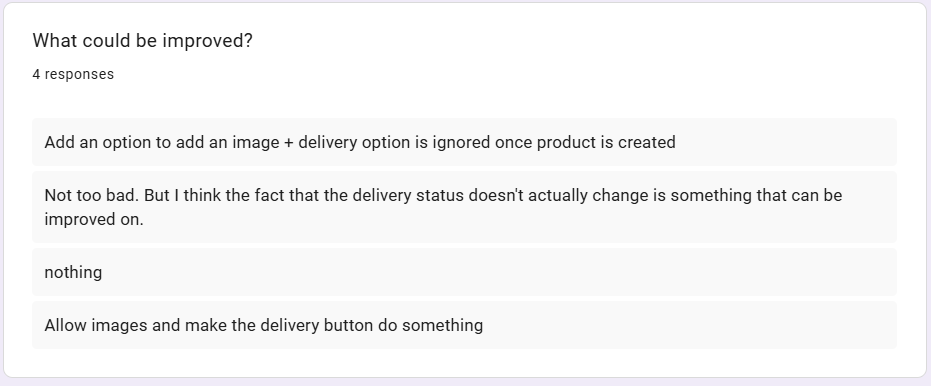 What could be improved?
4 responses
Add an option to add an image + delivery option is ignored once product is created
Not too bad. But I think the fact that the delivery status doesn't actually change is something that can be
improved on.
nothing
Allow images and make the delivery button do something